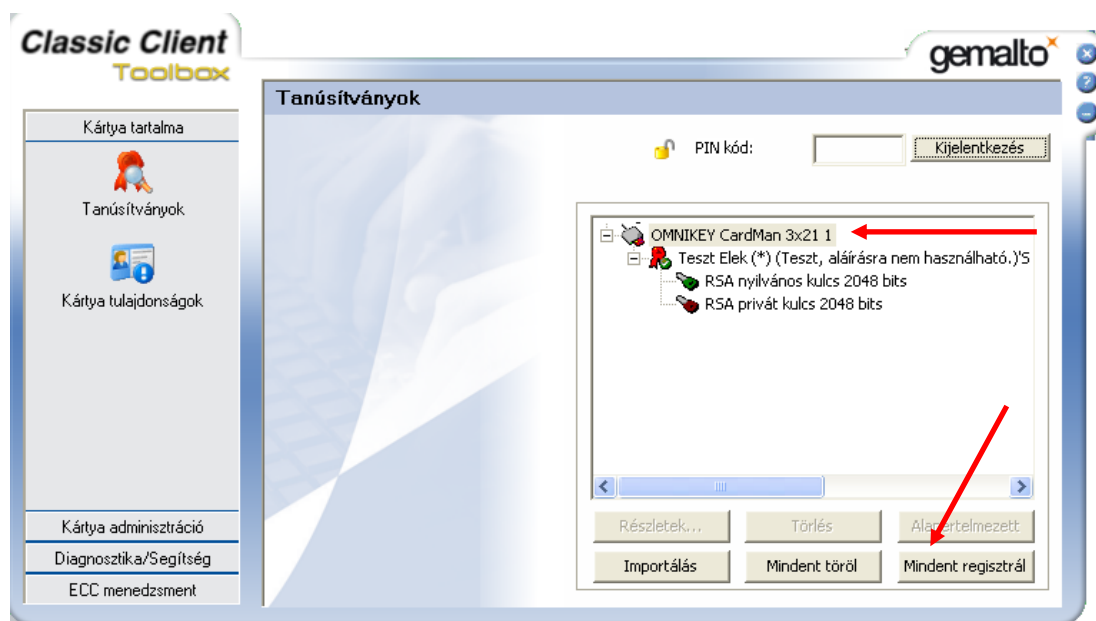 Classic Client
Toolbox
gemalto
Tanúsítványok
Kártya tartalma
Tanúsítványok
Kártya tulajdonságok
Kártya adminisztráció
Diagnosztika/Segítség
ECC menedzsment
PIN kód:
Kijelentkezés
OMNIKEY CardMan 3x21 1
Teszt Elek (*) (Teszt, aláírásra nem használható.)'S
RSA nyilvános kulcs 2048 bits
RSA privát kulcs 2048 bits
Részletek...
Törlés
Alapértelmezett
Importálás
Mindent töröl
Mindent regisztrál